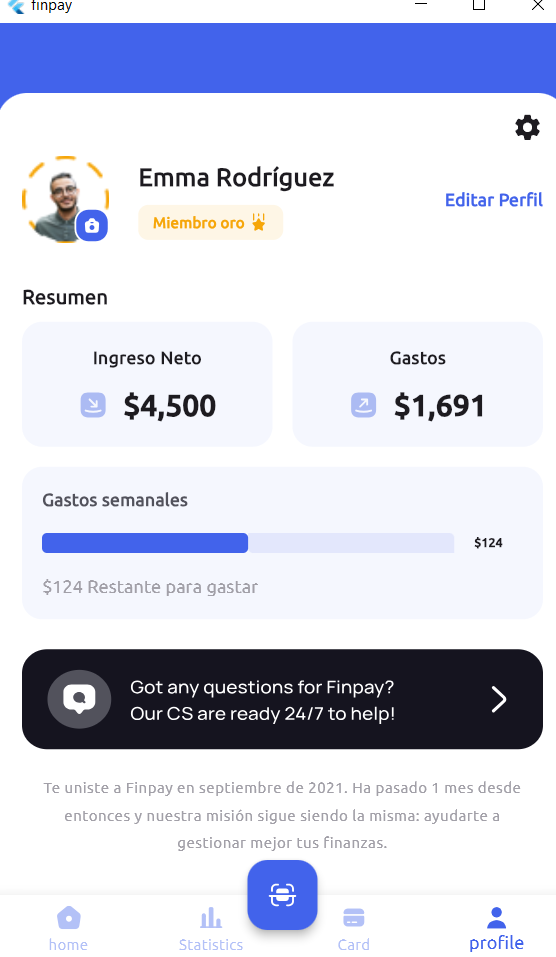 finpay
Emma Rodríguez
Editar Perfil
Miembro oro
Resumen
Ingreso Neto
Gastos
$4,500
$1,691
Gastos semanales
$124
$124 Restante para gastar
Got any questions for Finpay?
Our CS are ready 24/7 to help!
Te uniste a Finpay en septiembre de 2021. Ha pasado 1 mes desde
entonces y nuestra misión sigue siendo la misma: ayudarte a
gestionar mejor tus finanzas.
home
Statistics
Card
profile